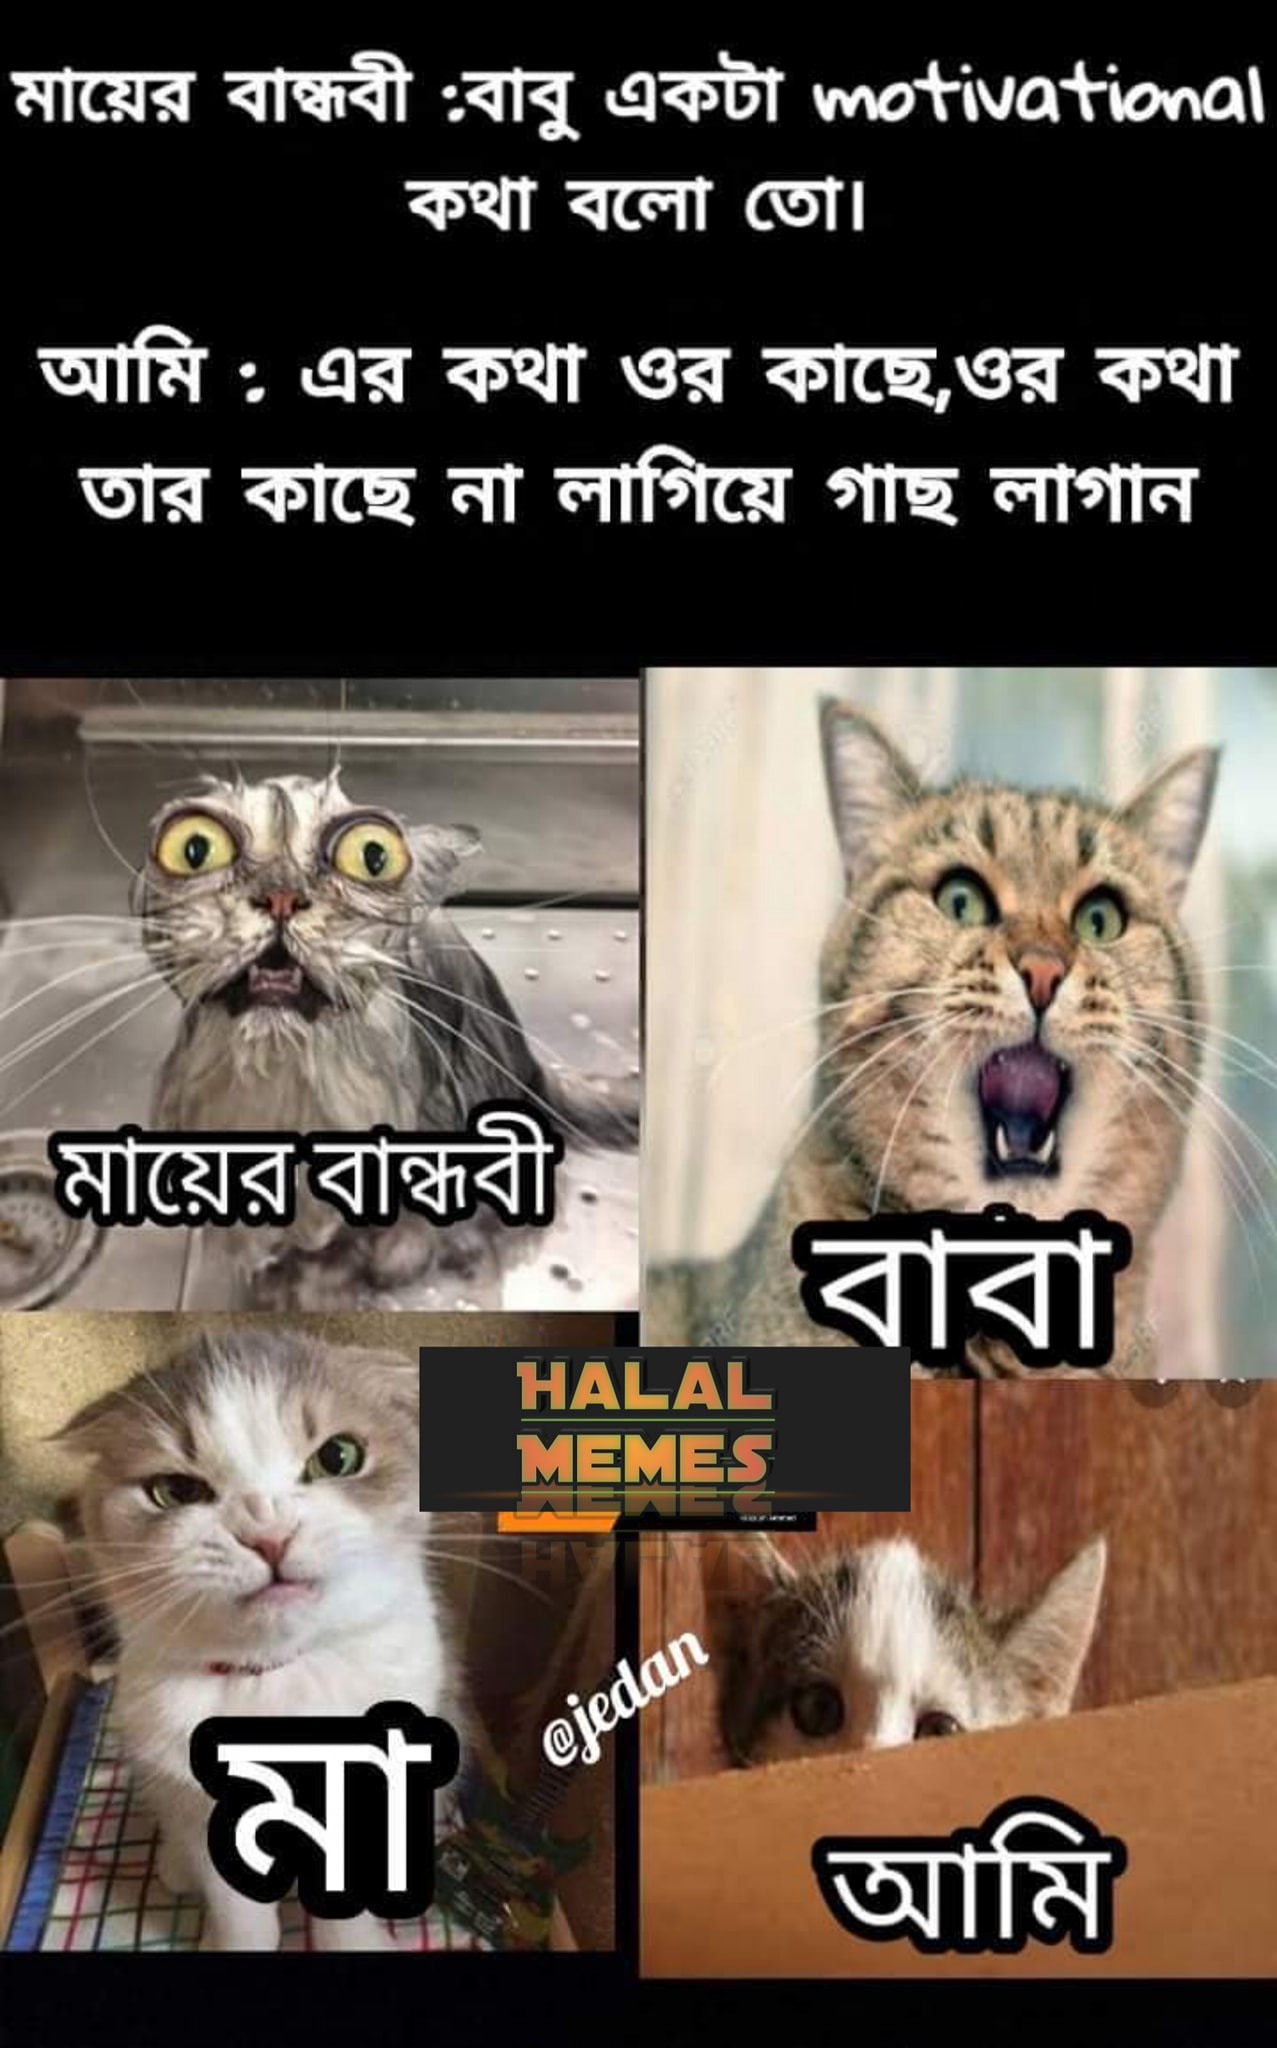 মায়ের বান্ধবী :বাবু একটা motivational
কথা বলো তো।
আমি : এর কথা ওর কাছে,ওর কথা
তার কাছে না লাগিয়ে গাছ লাগান
মায়ের বান্ধবী
বাবা
HALAL
MEMES
@jedan
মা
আমি